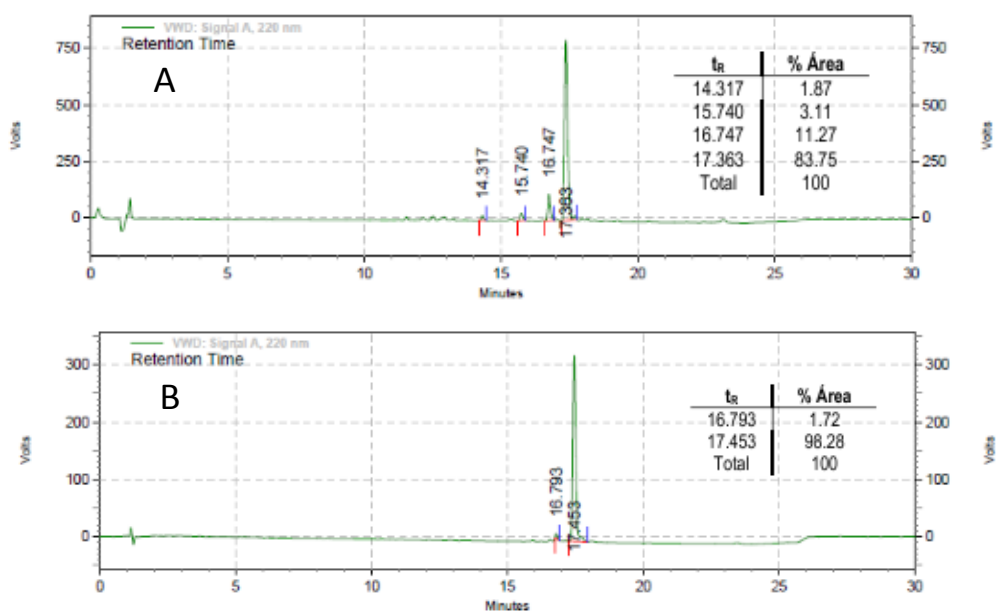 VWD: Signal A, 220 nm
Retention Time
A
750
500
250
0
Volts
14.317
15.740
16.747
17.363
t_R % Área
14.317 1.87
15.740 3.11
16.747 11.27
17.363 83.75
Total 100
750
500
250
0
Volts
0 5 10 15 20 25 30
Minutes
VWD: Signal A, 220 nm
Retention Time
B
300
200
100
0
Volts
16.793
t_R % Área
16.793 1.72
17.453 98.28
Total 100
300
200
100
0
Volts
0 5 10 15 20 25 30
Minutes